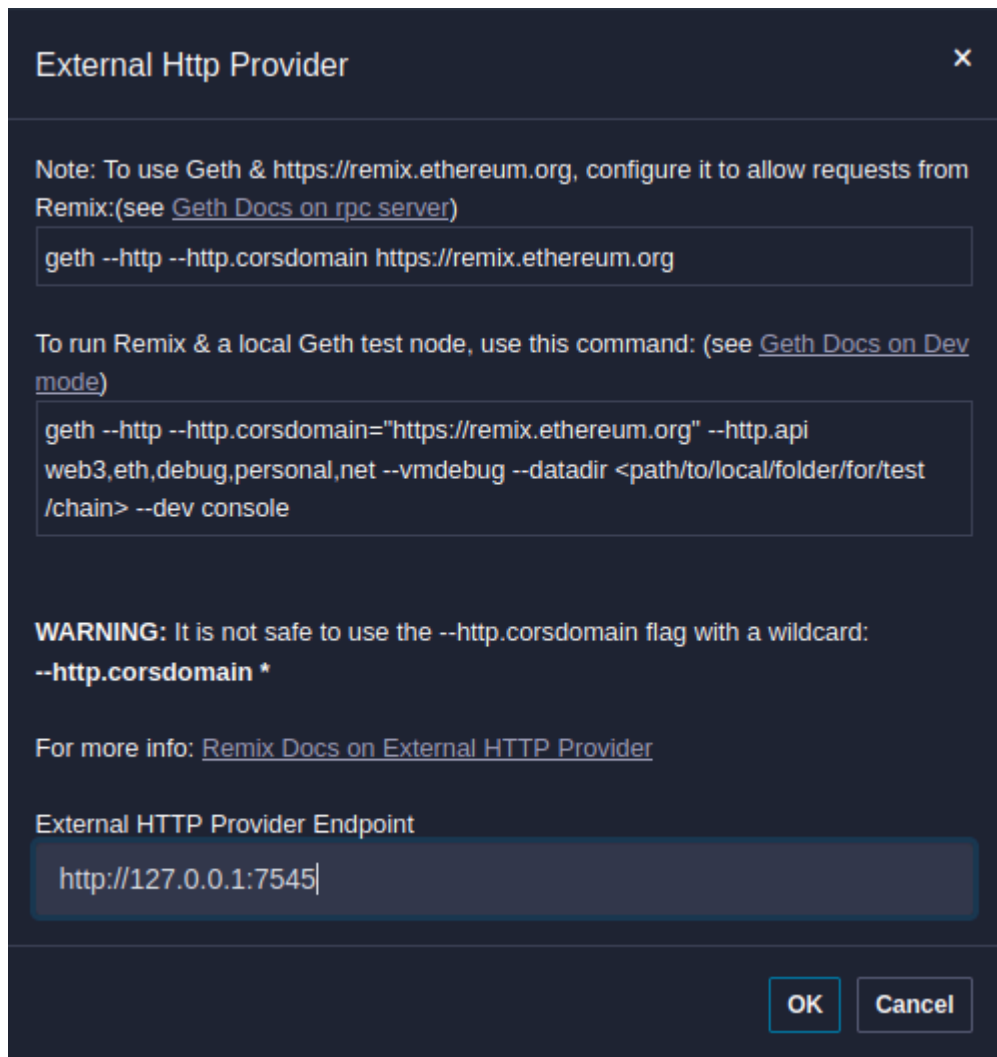 External Http Provider
×
Note: To use Geth & https://remix.ethereum.org, configure it to allow requests from
Remix:(see Geth Docs on rpc server)
geth --http --http.corsdomain https://remix.ethereum.org
To run Remix & a local Geth test node, use this command: (see Geth Docs on Dev
mode)
geth --http --http.corsdomain="https://remix.ethereum.org" --http.api
web3,eth,debug,personal,net --vmdebug --datadir <path/to/local/folder/for/test
/chain> --dev console
WARNING: It is not safe to use the --http.corsdomain flag with a wildcard:
--http.corsdomain *
For more info: Remix Docs on External HTTP Provider
External HTTP Provider Endpoint
http://127.0.0.1:7545
OK Cancel